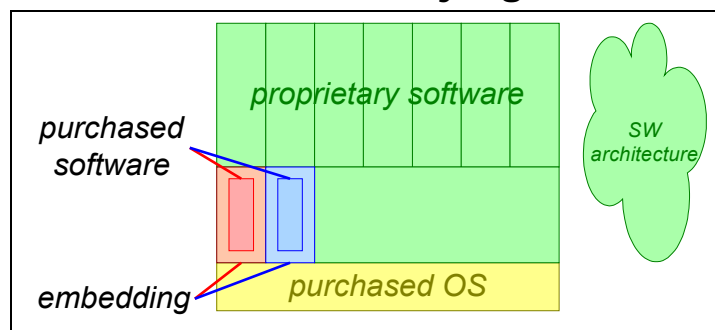 proprietary software
purchased
software
SW
architecture
embedding
purchased OS